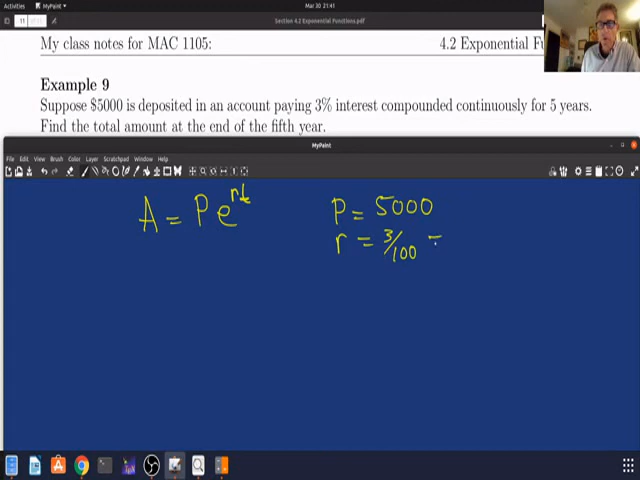 Activities
MyPaint
Mar 30 21:41
11
Section 4.2 Exponential Functions.pdf
My class notes for MAC 1105:
4.2 Exponential Fu
Example 9
Suppose $5000 is deposited in an account paying 3% interest compounded continuously for 5 years.
Find the total amount at the end of the fifth year.
MyPaint
File Edit View Brush Color Layer Scratchpad Window Help
A = Pe^rt
P = 5000
r = 3/100 =